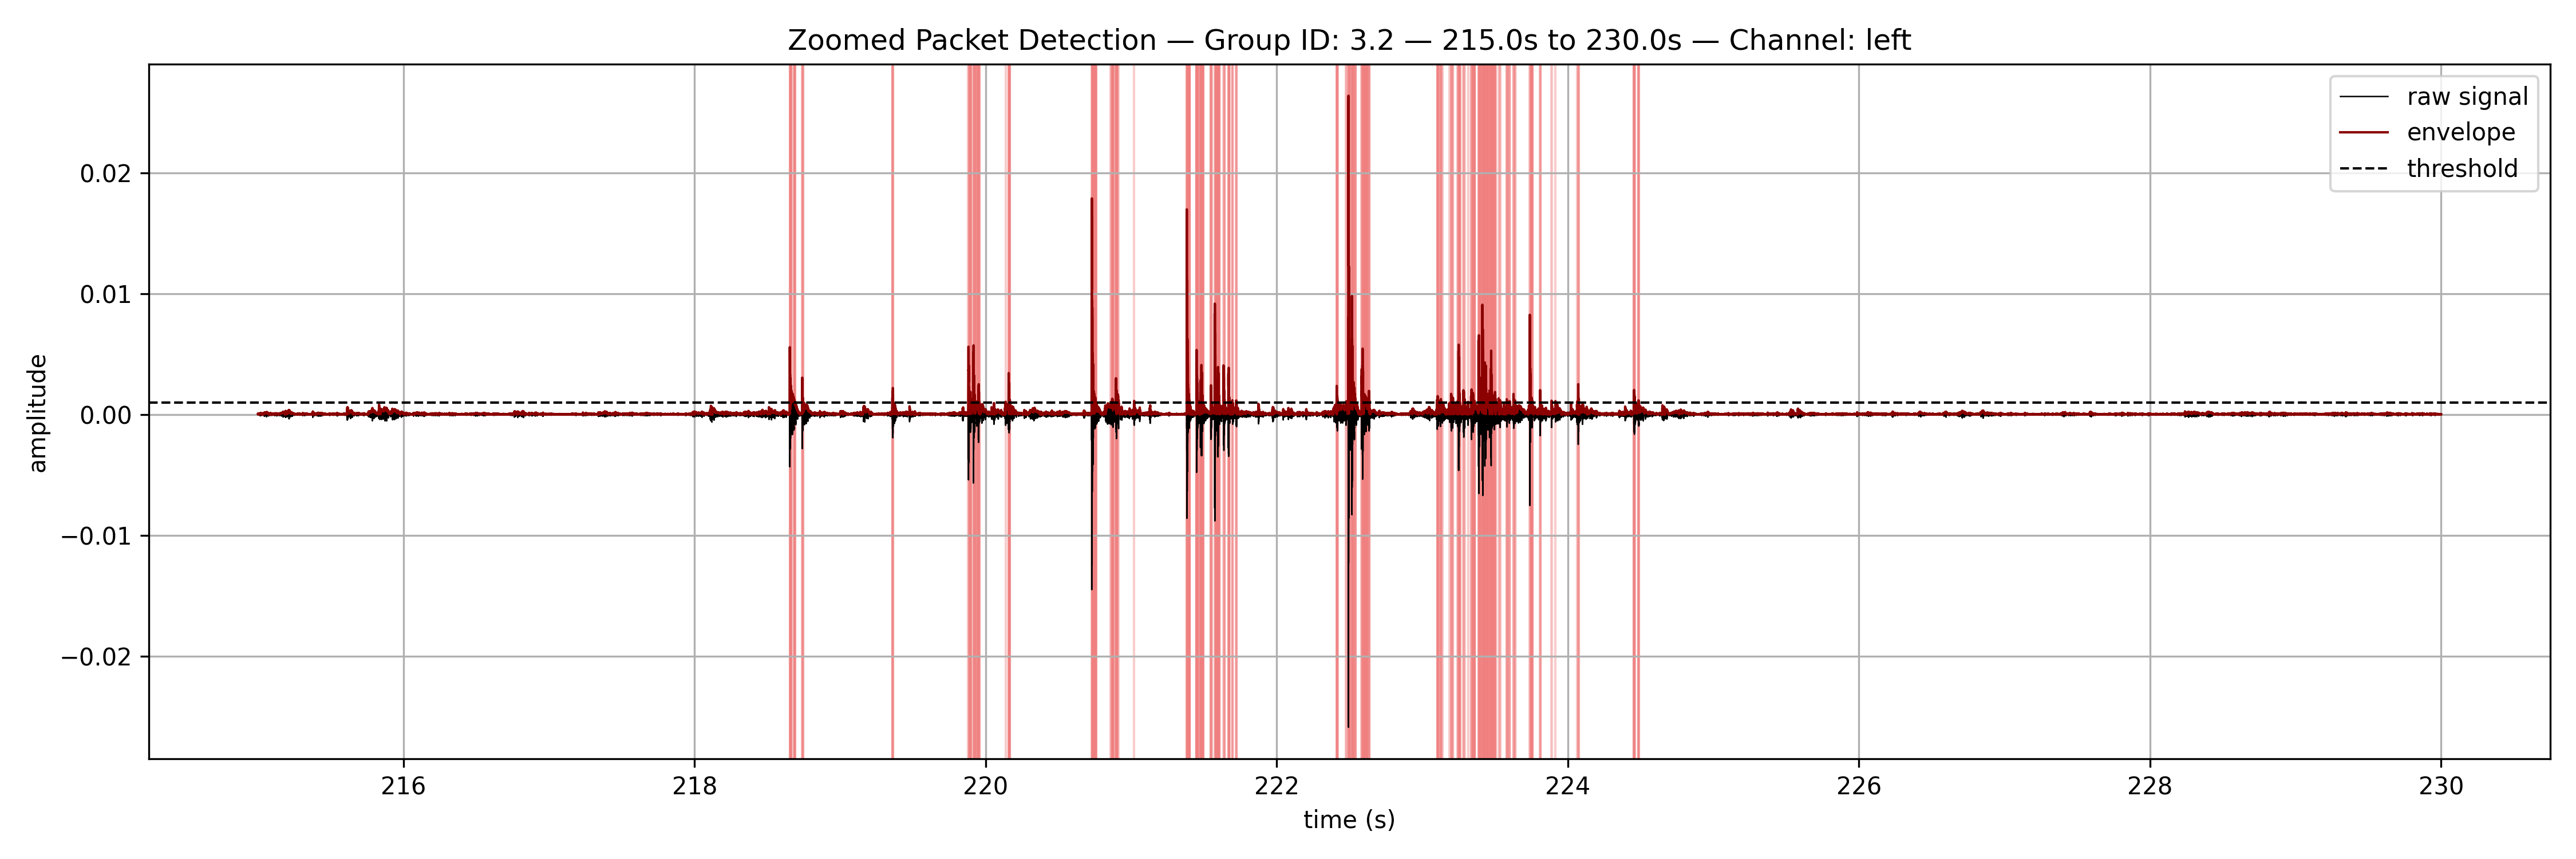 Zoomed Packet Detection — Group ID: 3.2 — 215.0s to 230.0s — Channel: left
raw signal
envelope
threshold
0.02
0.01
0.00
−0.01
−0.02
amplitude
216
218
220
222
224
226
228
230
time (s)